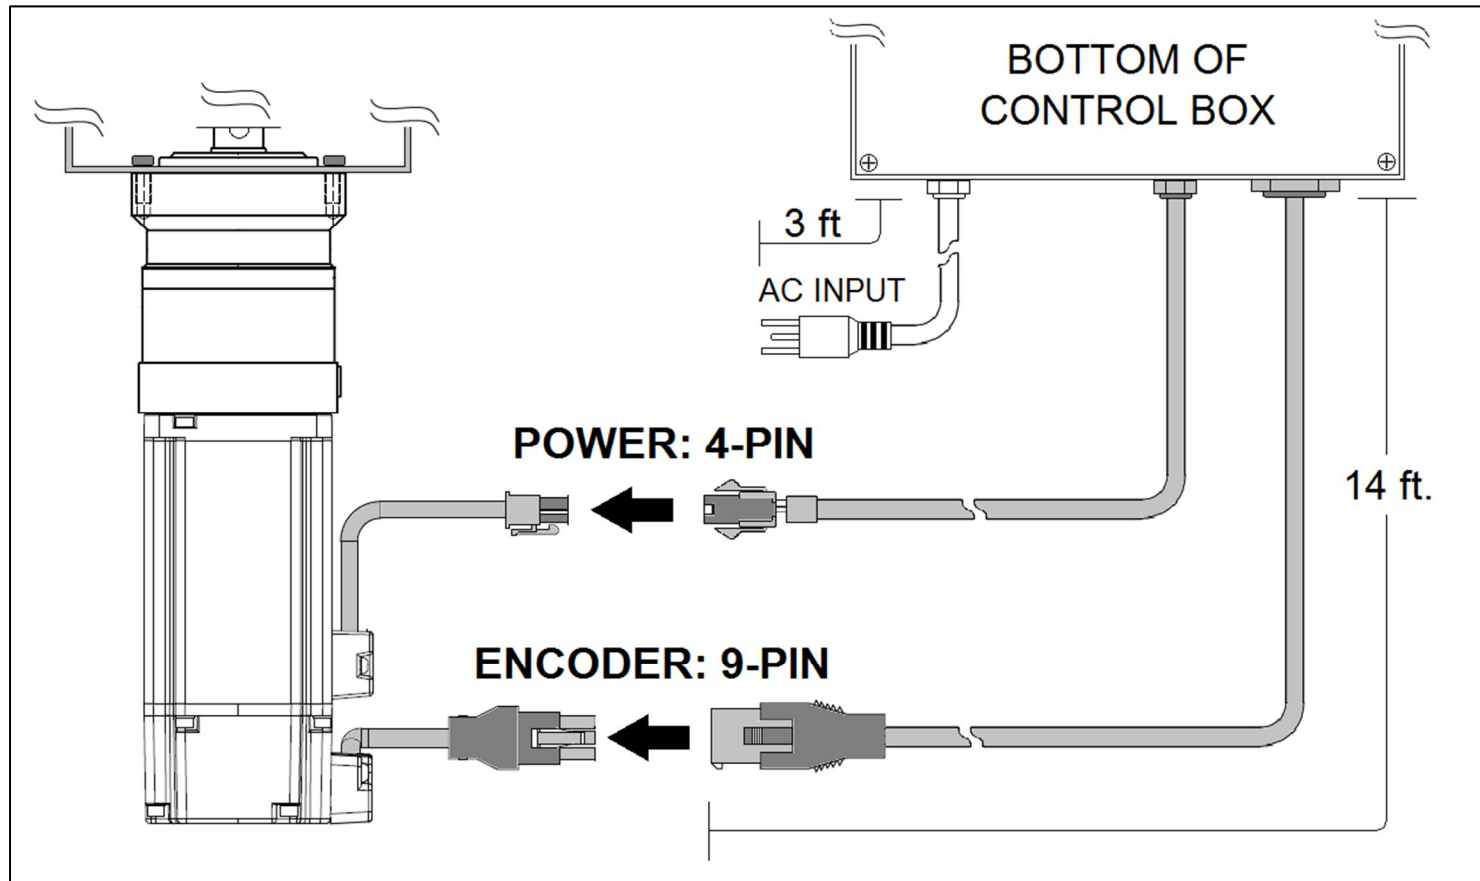 BOTTOM OF
CONTROL BOX
3 ft
AC INPUT
POWER: 4-PIN
14 ft.
ENCODER: 9-PIN